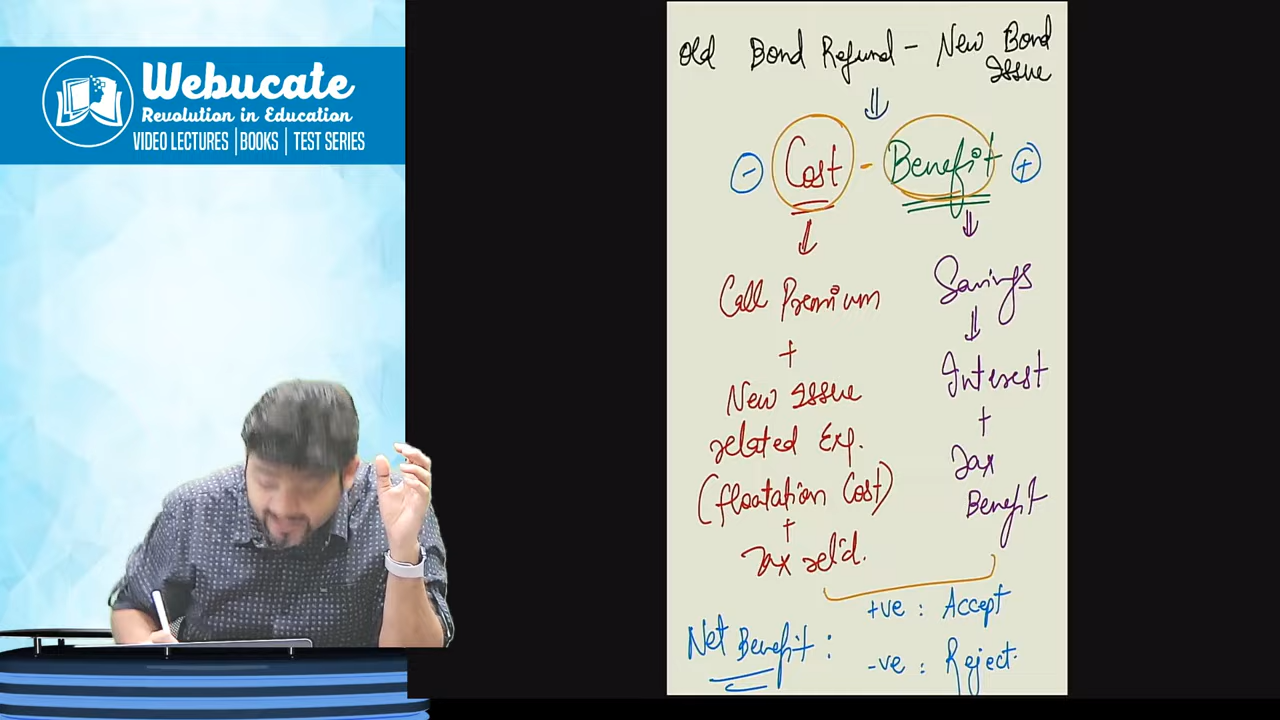 Webucate
Revolution in Education
VIDEO LECTURES | BOOKS | TEST SERIES
Old Bond Refund - New Bond
Issue
⇓
- Cost - Benefit +
⇓ ⇓
Call Premium
+
New Issue
related Exp.
(floatation Cost)
+
Tax relid.
Savings
⇓
Interest
+
Tax
Benefit
Net Benefit :
+ve : Accept
-ve : Reject.